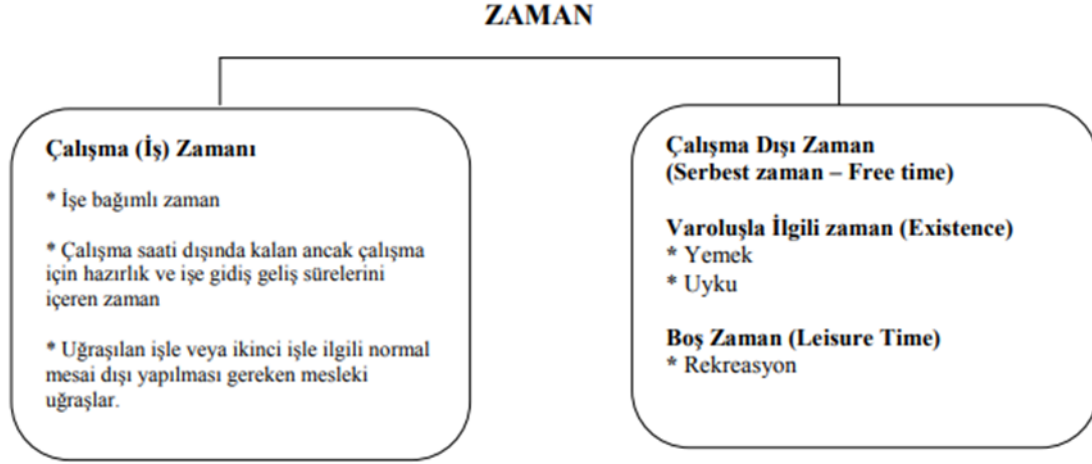 ZAMAN
Çalışma (İş) Zamanı
* İşe bağımlı zaman
* Çalışma saati dışında kalan ancak çalışma
için hazırlık ve işe gidiş geliş sürelerini
içeren zaman
* Uğraşılan işle veya ikinci işle ilgili normal
mesai dışı yapılması gereken mesleki
uğraşlar.
Çalışma Dışı Zaman
(Serbest zaman – Free time)
Varoluşla İlgili zaman (Existence)
* Yemek
* Uyku
Boş Zaman (Leisure Time)
* Rekreasyon